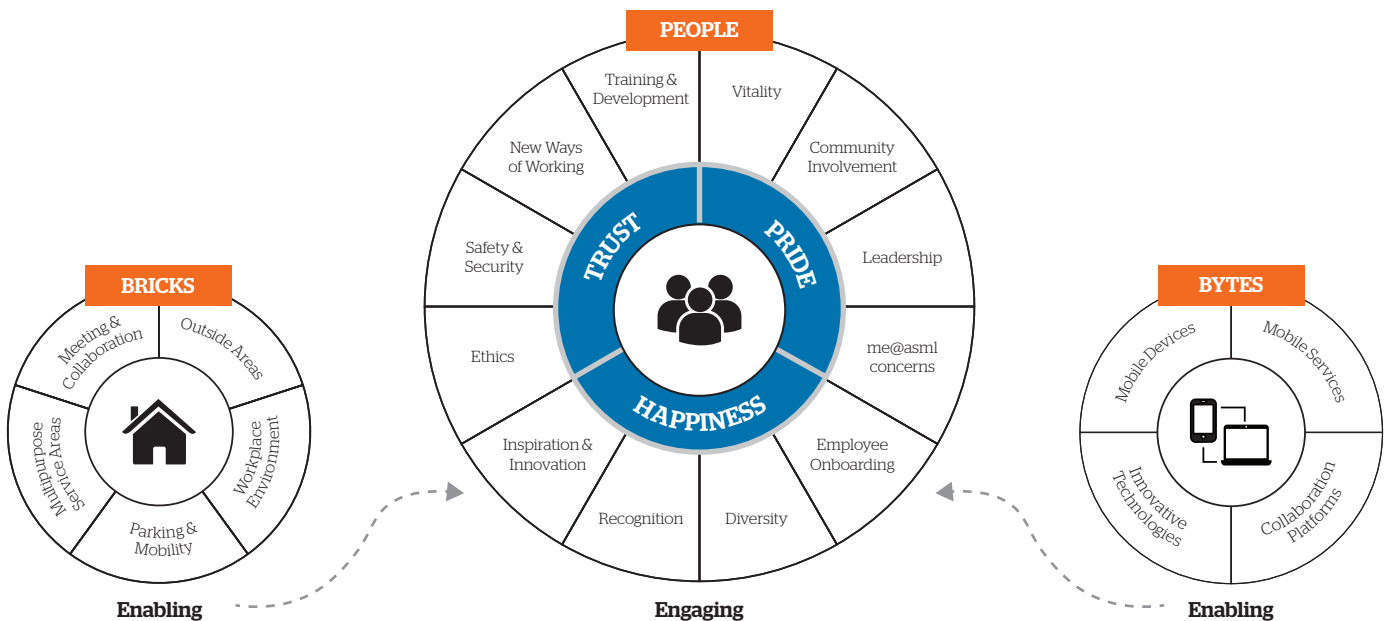 PEOPLE
Training &
Development
Vitality
New Ways
of Working
Community
Involvement
Safety &
Security
Leadership
Ethics
me@asml
concerns
Inspiration &
Innovation
Employee
Onboarding
Recognition
Diversity
TRUST
PRIDE
HAPPINESS
Engaging
BRICKS
Meeting &
Collaboration
Outside Areas
Multipurpose
Service Areas
Workplace
Environment
Parking &
Mobility
Enabling
BYTES
Mobile Devices
Mobile Services
Innovative
Technologies
Collaboration
Platforms
Enabling